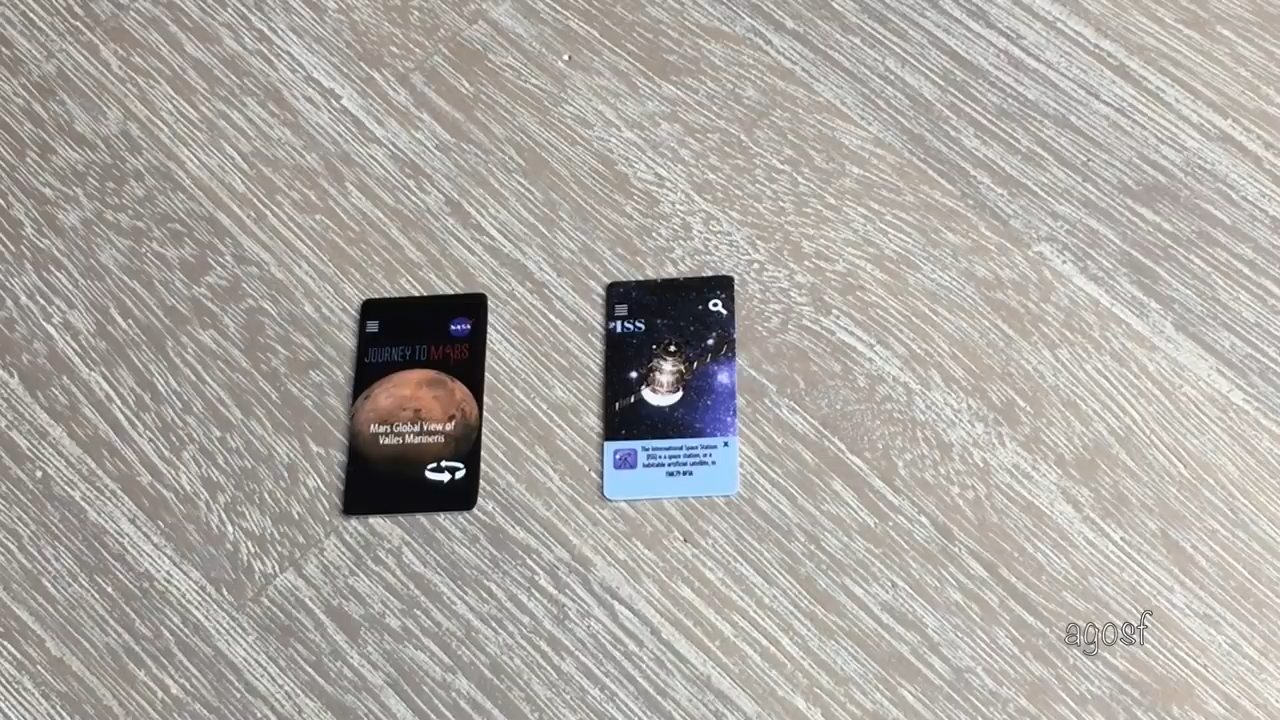 NASA
JOURNEY TO MARS
Mars Global View of
Valles Marineris
ISS
The International Space Station
(ISS) is a space station, or a
habitable artificial satellite, in
x
agosf